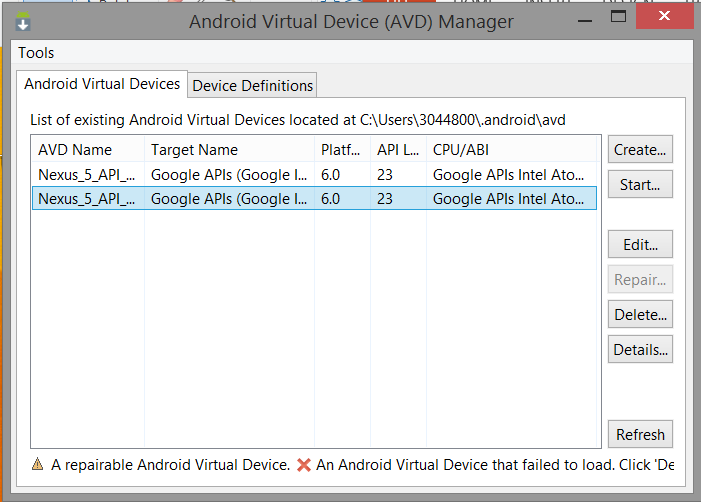 Android Virtual Device (AVD) Manager
Tools
Android Virtual Devices Device Definitions
List of existing Android Virtual Devices located at C:\Users\3044800\.android\avd
AVD Name Target Name Platf... API L... CPU/ABI
Nexus_5_API_... Google APIs (Google I... 6.0 23 Google APIs Intel Ato...
Nexus_5_API_... Google APIs (Google I... 6.0 23 Google APIs Intel Ato...
Create...
Start...
Edit...
Repair...
Delete...
Details...
Refresh
A repairable Android Virtual Device. An Android Virtual Device that failed to load. Click 'De